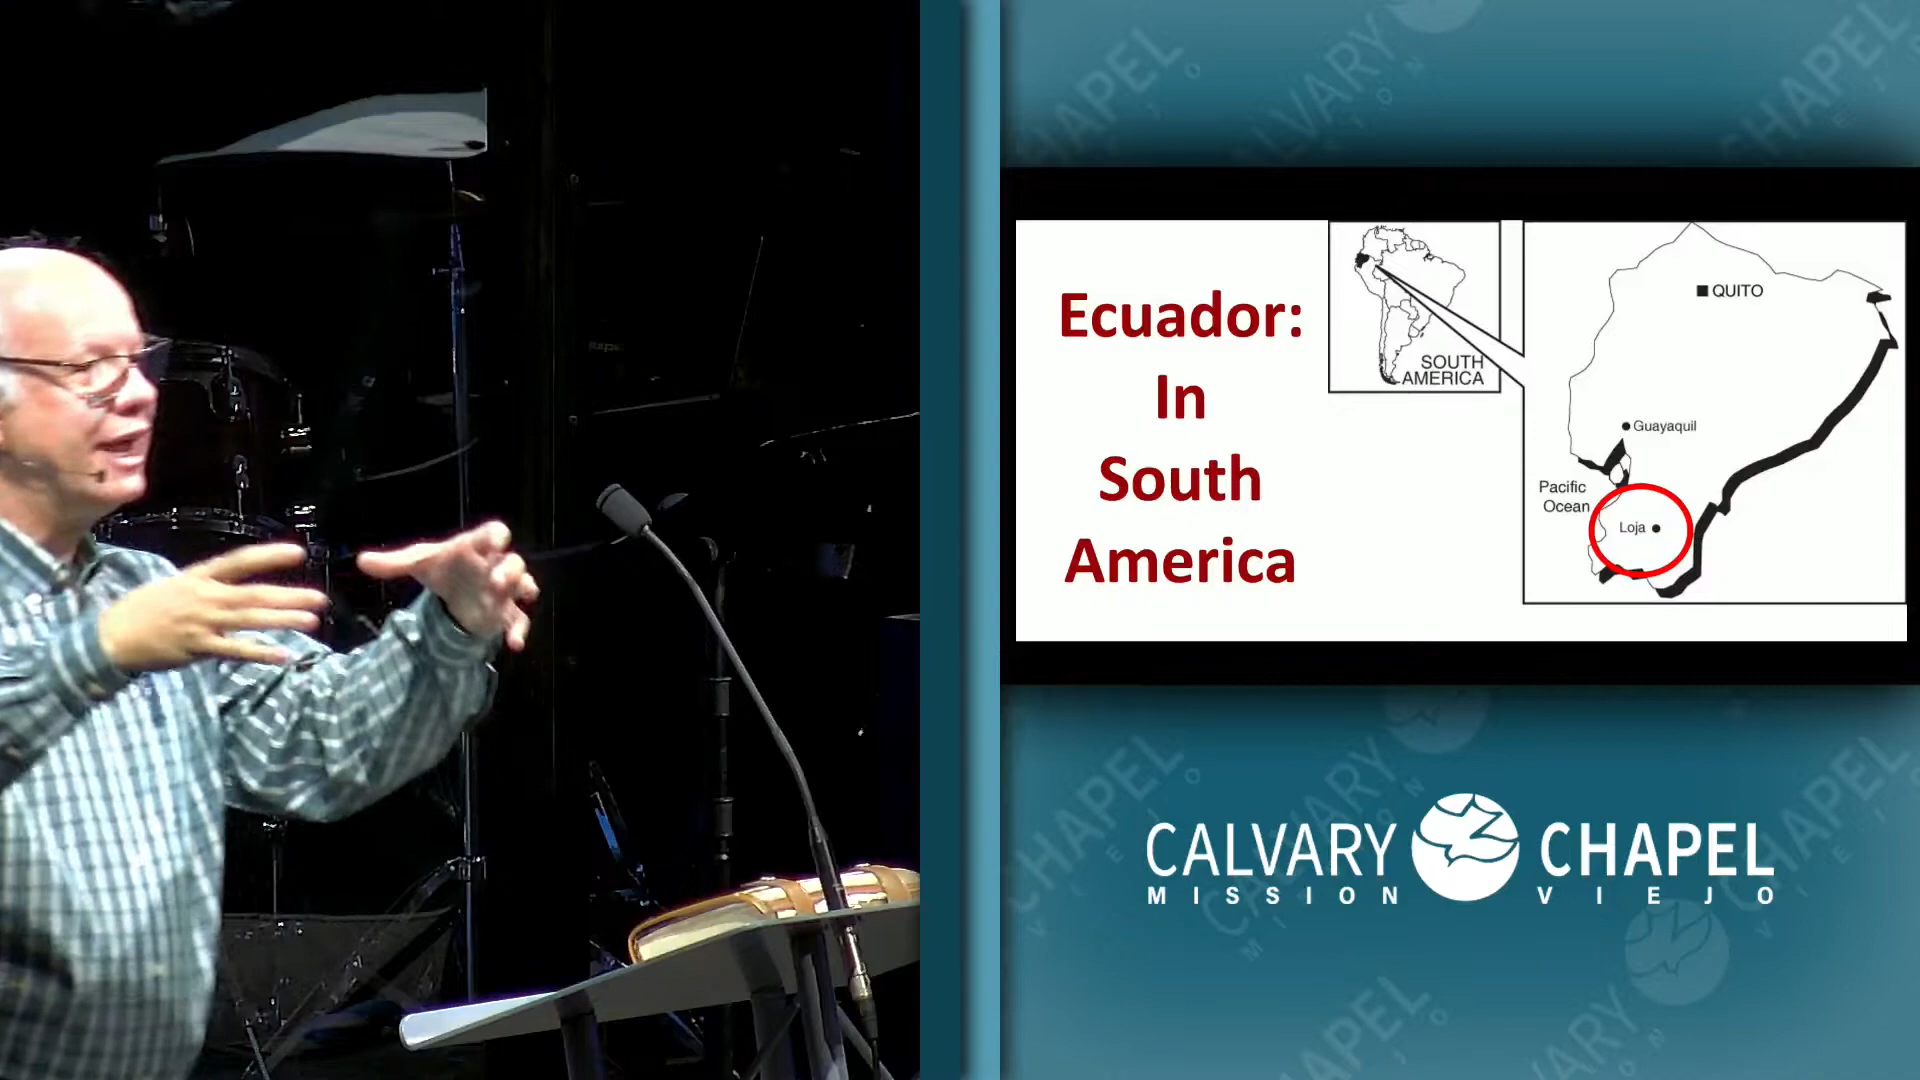 Ecuador:
In
South
America
SOUTH
AMERICA
QUITO
Guayaquil
Pacific
Ocean
Loja
CALVARY CHAPEL
MISSION VIEJO